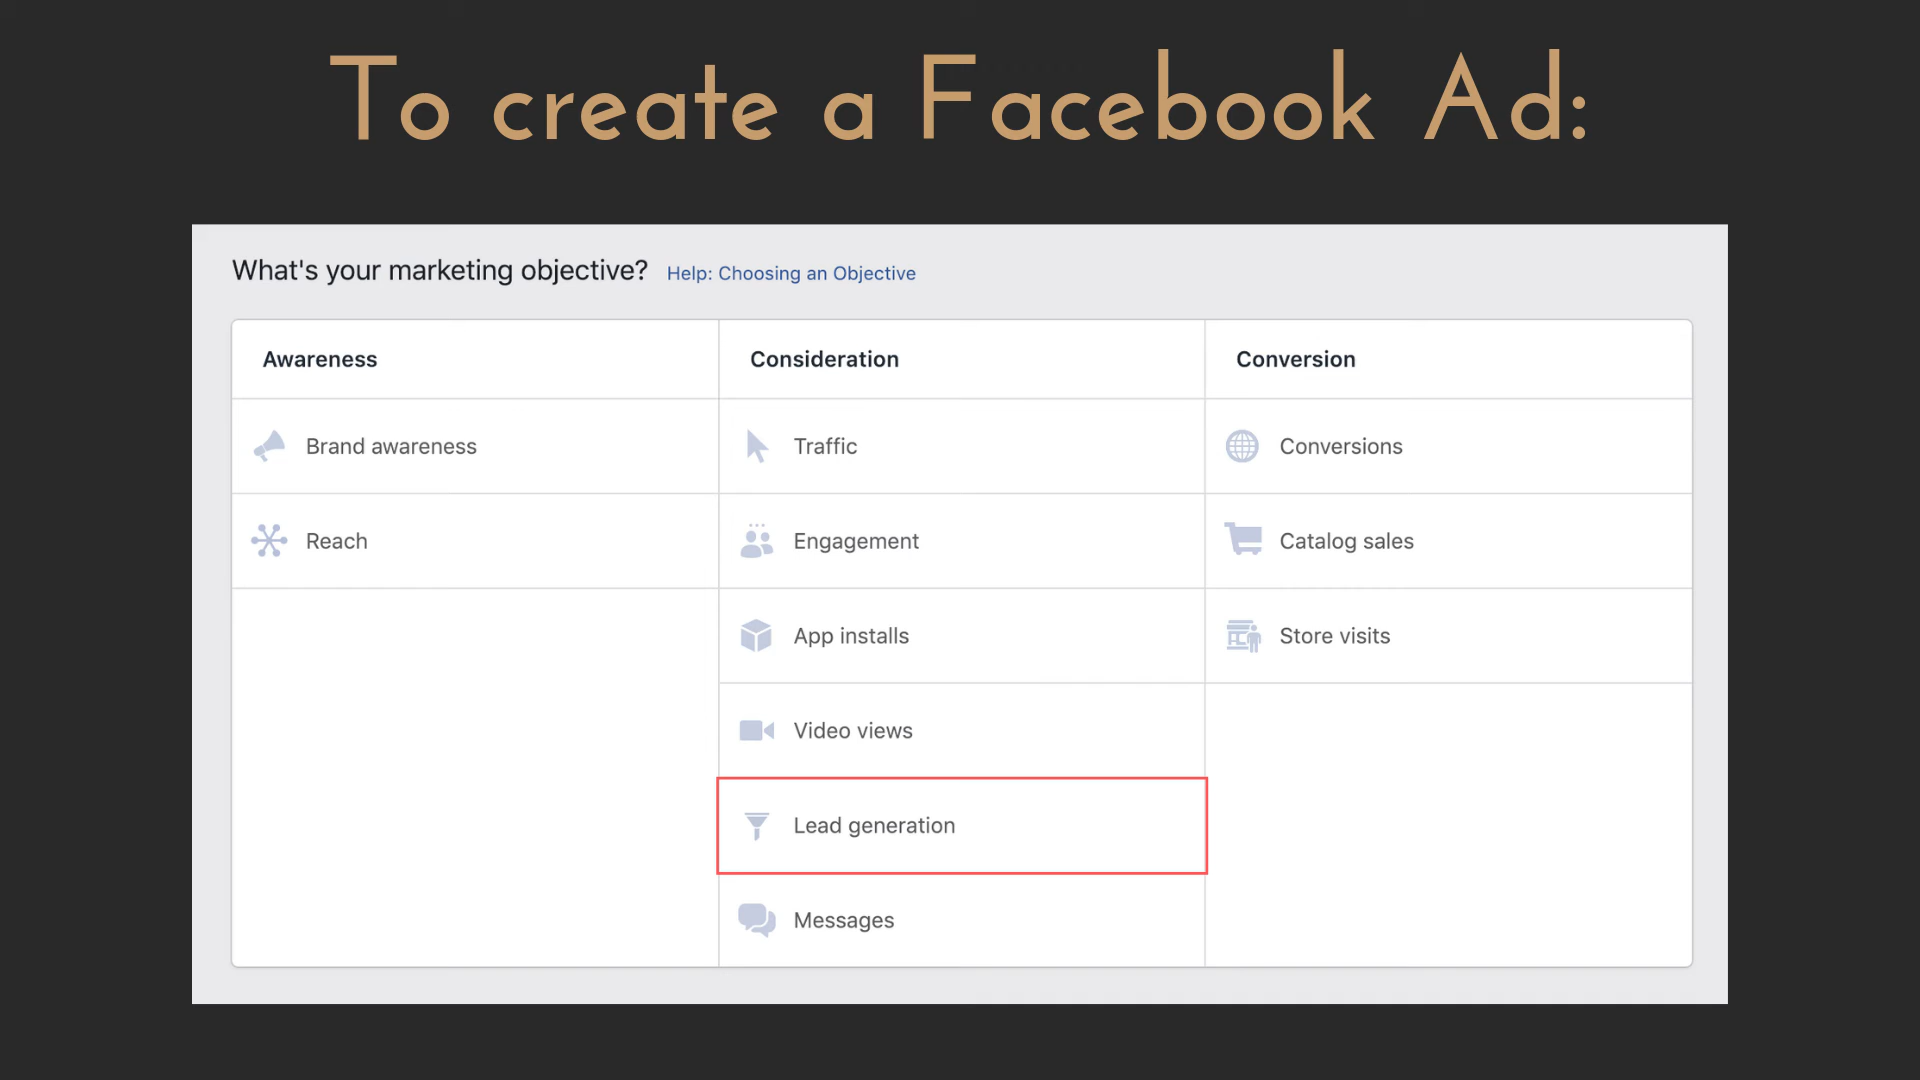 To create a Facebook Ad:
What's your marketing objective? Help: Choosing an Objective
Awareness Consideration Conversion
Brand awareness Traffic Conversions
Reach Engagement Catalog sales
App installs Store visits
Video views
Lead generation
Messages